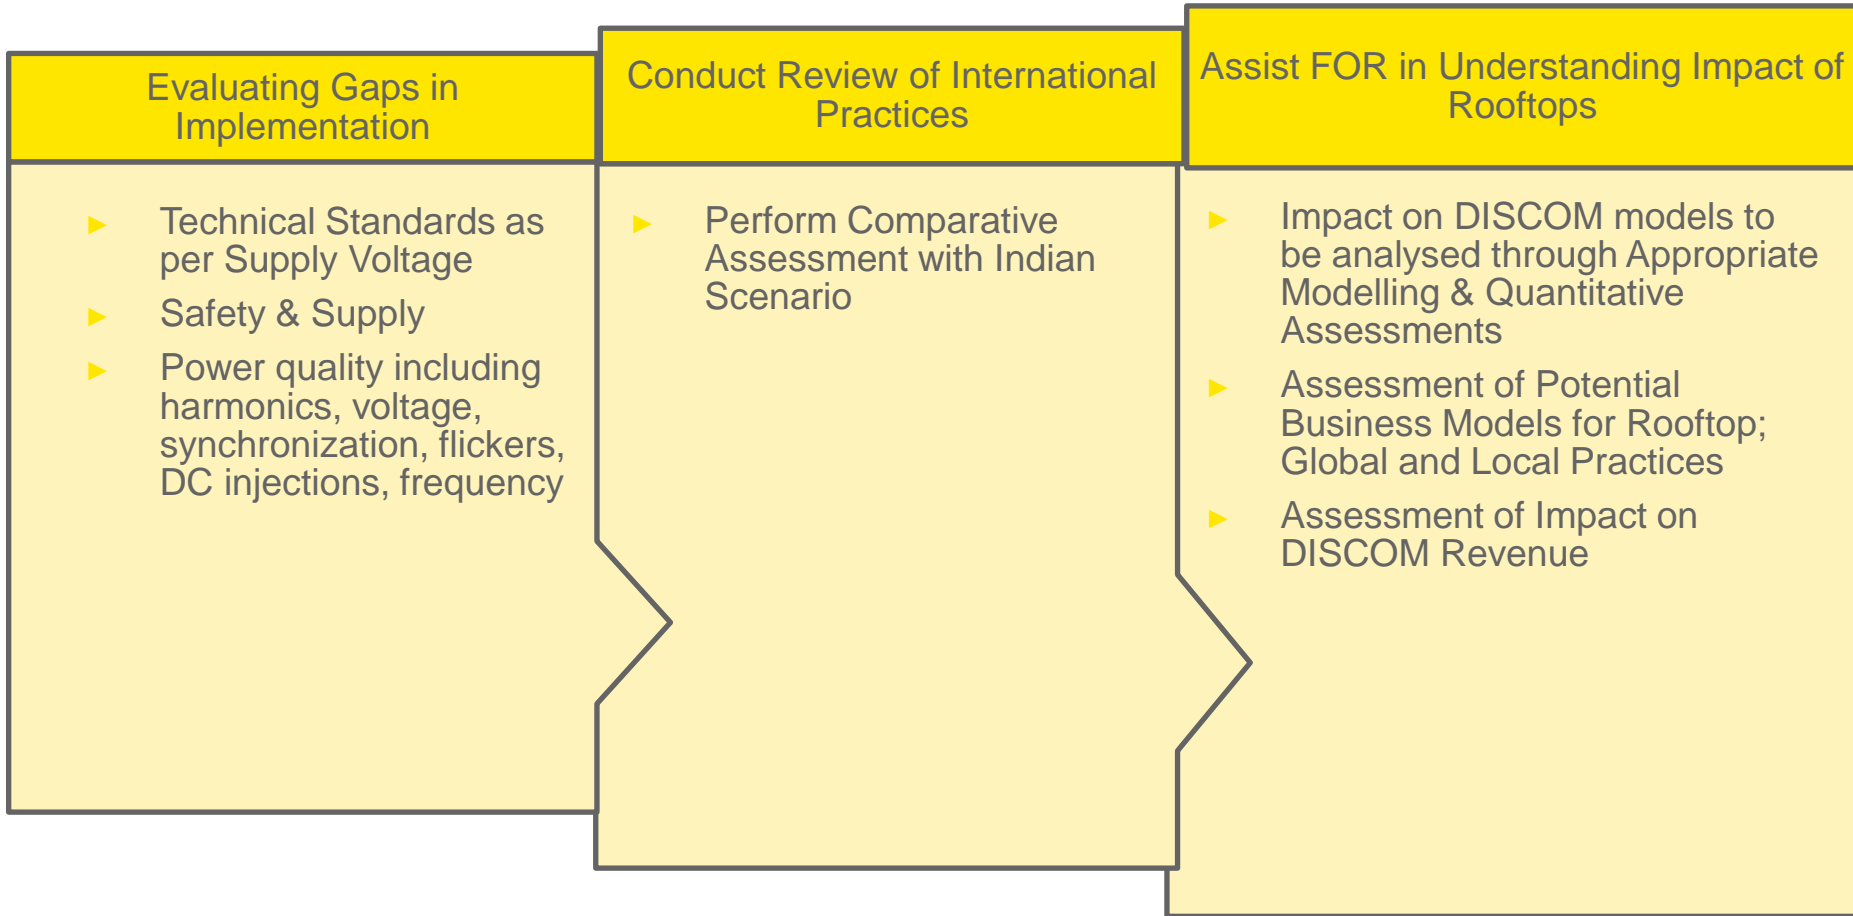 Evaluating Gaps in
Implementation
► Technical Standards as
per Supply Voltage
► Safety & Supply
► Power quality including
harmonics, voltage,
synchronization, flickers,
DC injections, frequency
Conduct Review of International
Practices
► Perform Comparative
Assessment with Indian
Scenario
Assist FOR in Understanding Impact of
Rooftops
► Impact on DISCOM models to
be analysed through Appropriate
Modelling & Quantitative
Assessments
► Assessment of Potential
Business Models for Rooftop;
Global and Local Practices
► Assessment of Impact on
DISCOM Revenue